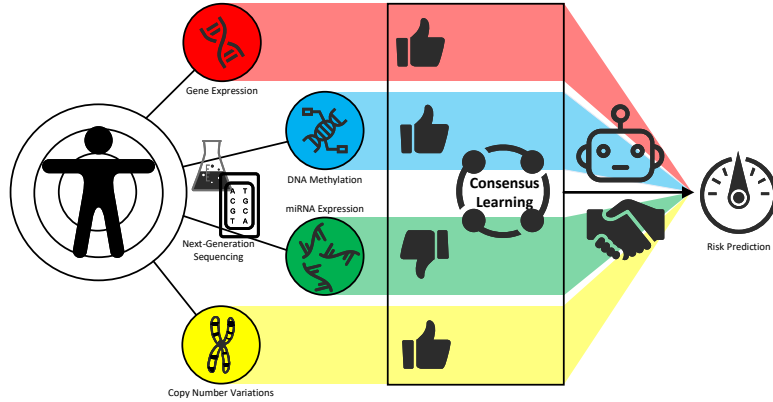 Gene Expression
DNA Methylation
miRNA Expression
A T
C G
G C
T A
Next-Generation
Sequencing
Copy Number Variations
Consensus
Learning
Risk Prediction